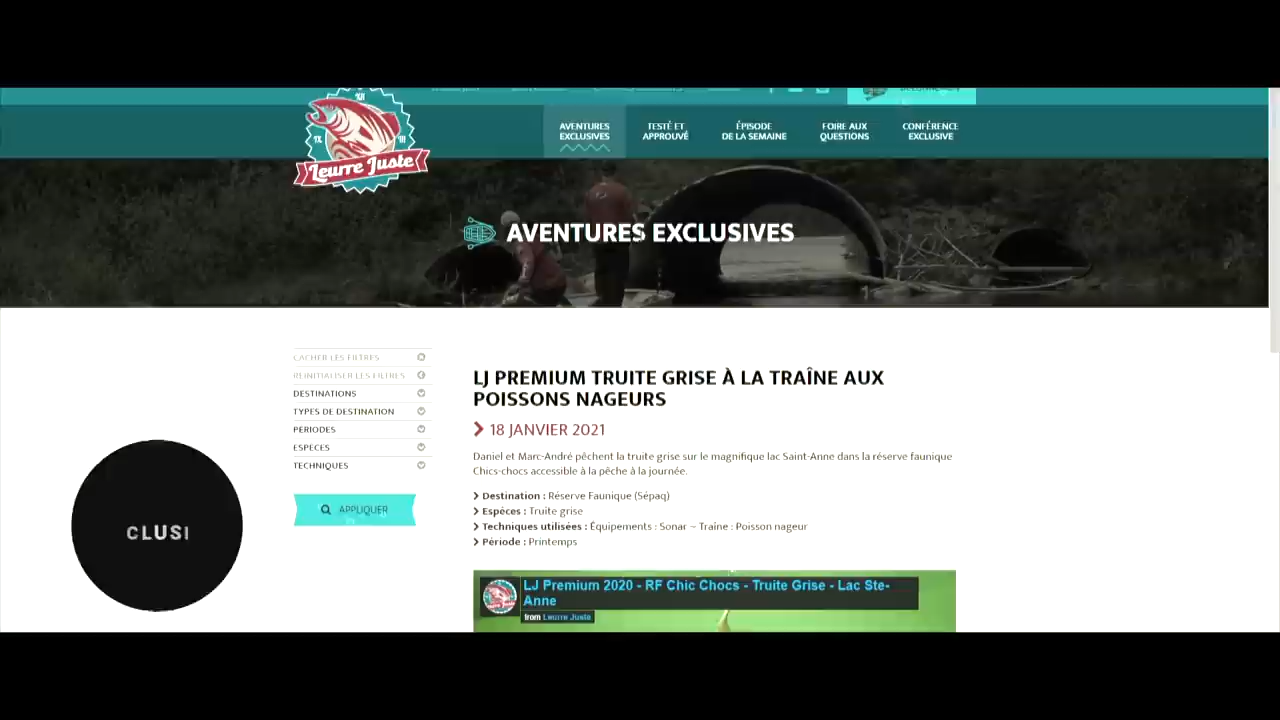 Leurre Juste
AVENTURES
EXCLUSIVES
TESTÉ ET
APPROUVÉ
ÉPISODE
DE LA SEMAINE
FOIRE AUX
QUESTIONS
CONFÉRENCE
EXCLUSIVE
AVENTURES EXCLUSIVES
CACHER LES FILTRES
RÉINITIALISER LES FILTRES
DESTINATIONS
TYPES DE DESTINATION
PÉRIODES
ESPÈCES
TECHNIQUES
APPLIQUER
CLUSI
LJ PREMIUM TRUITE GRISE À LA TRAÎNE AUX
POISSONS NAGEURS
18 JANVIER 2021
Daniel et Marc-André pêchent la truite grise sur le magnifique lac Saint-Anne dans la réserve faunique
Chics-chocs accessible à la pêche à la journée.
Destination : Réserve Faunique (Sépaq)
Espèces : Truite grise
Techniques utilisées : Équipements : Sonar ~ Traîne : Poisson nageur
Période : Printemps
LJ Premium 2020 - RF Chic Chocs - Truite Grise - Lac Ste-
Anne
from Leurre Juste